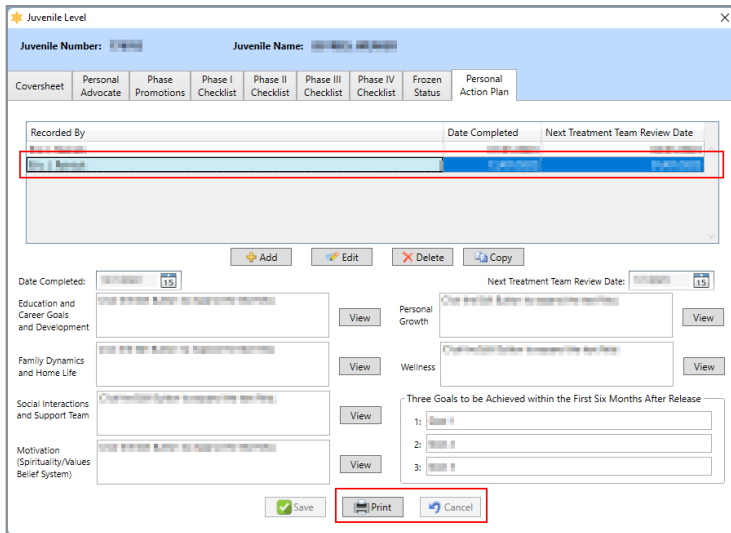 Juvenile Level
Juvenile Number:
Juvenile Name:
Coversheet
Personal
Advocate
Phase
Promotions
Phase I
Checklist
Phase II
Checklist
Phase III
Checklist
Phase IV
Checklist
Frozen
Status
Personal
Action Plan
Recorded By
Date Completed
Next Treatment Team Review Date
Add
Edit
Delete
Copy
Date Completed:
15
Next Treatment Team Review Date:
15
Education and
Career Goals
and Development
View
Personal
Growth
View
Family Dynamics
and Home Life
View
Wellness
View
Social Interactions
and Support Team
View
Three Goals to be Achieved within the First Six Months After Release
1:
2:
3:
Motivation
(Spirituality/Values
Belief System)
View
Save
Print
Cancel